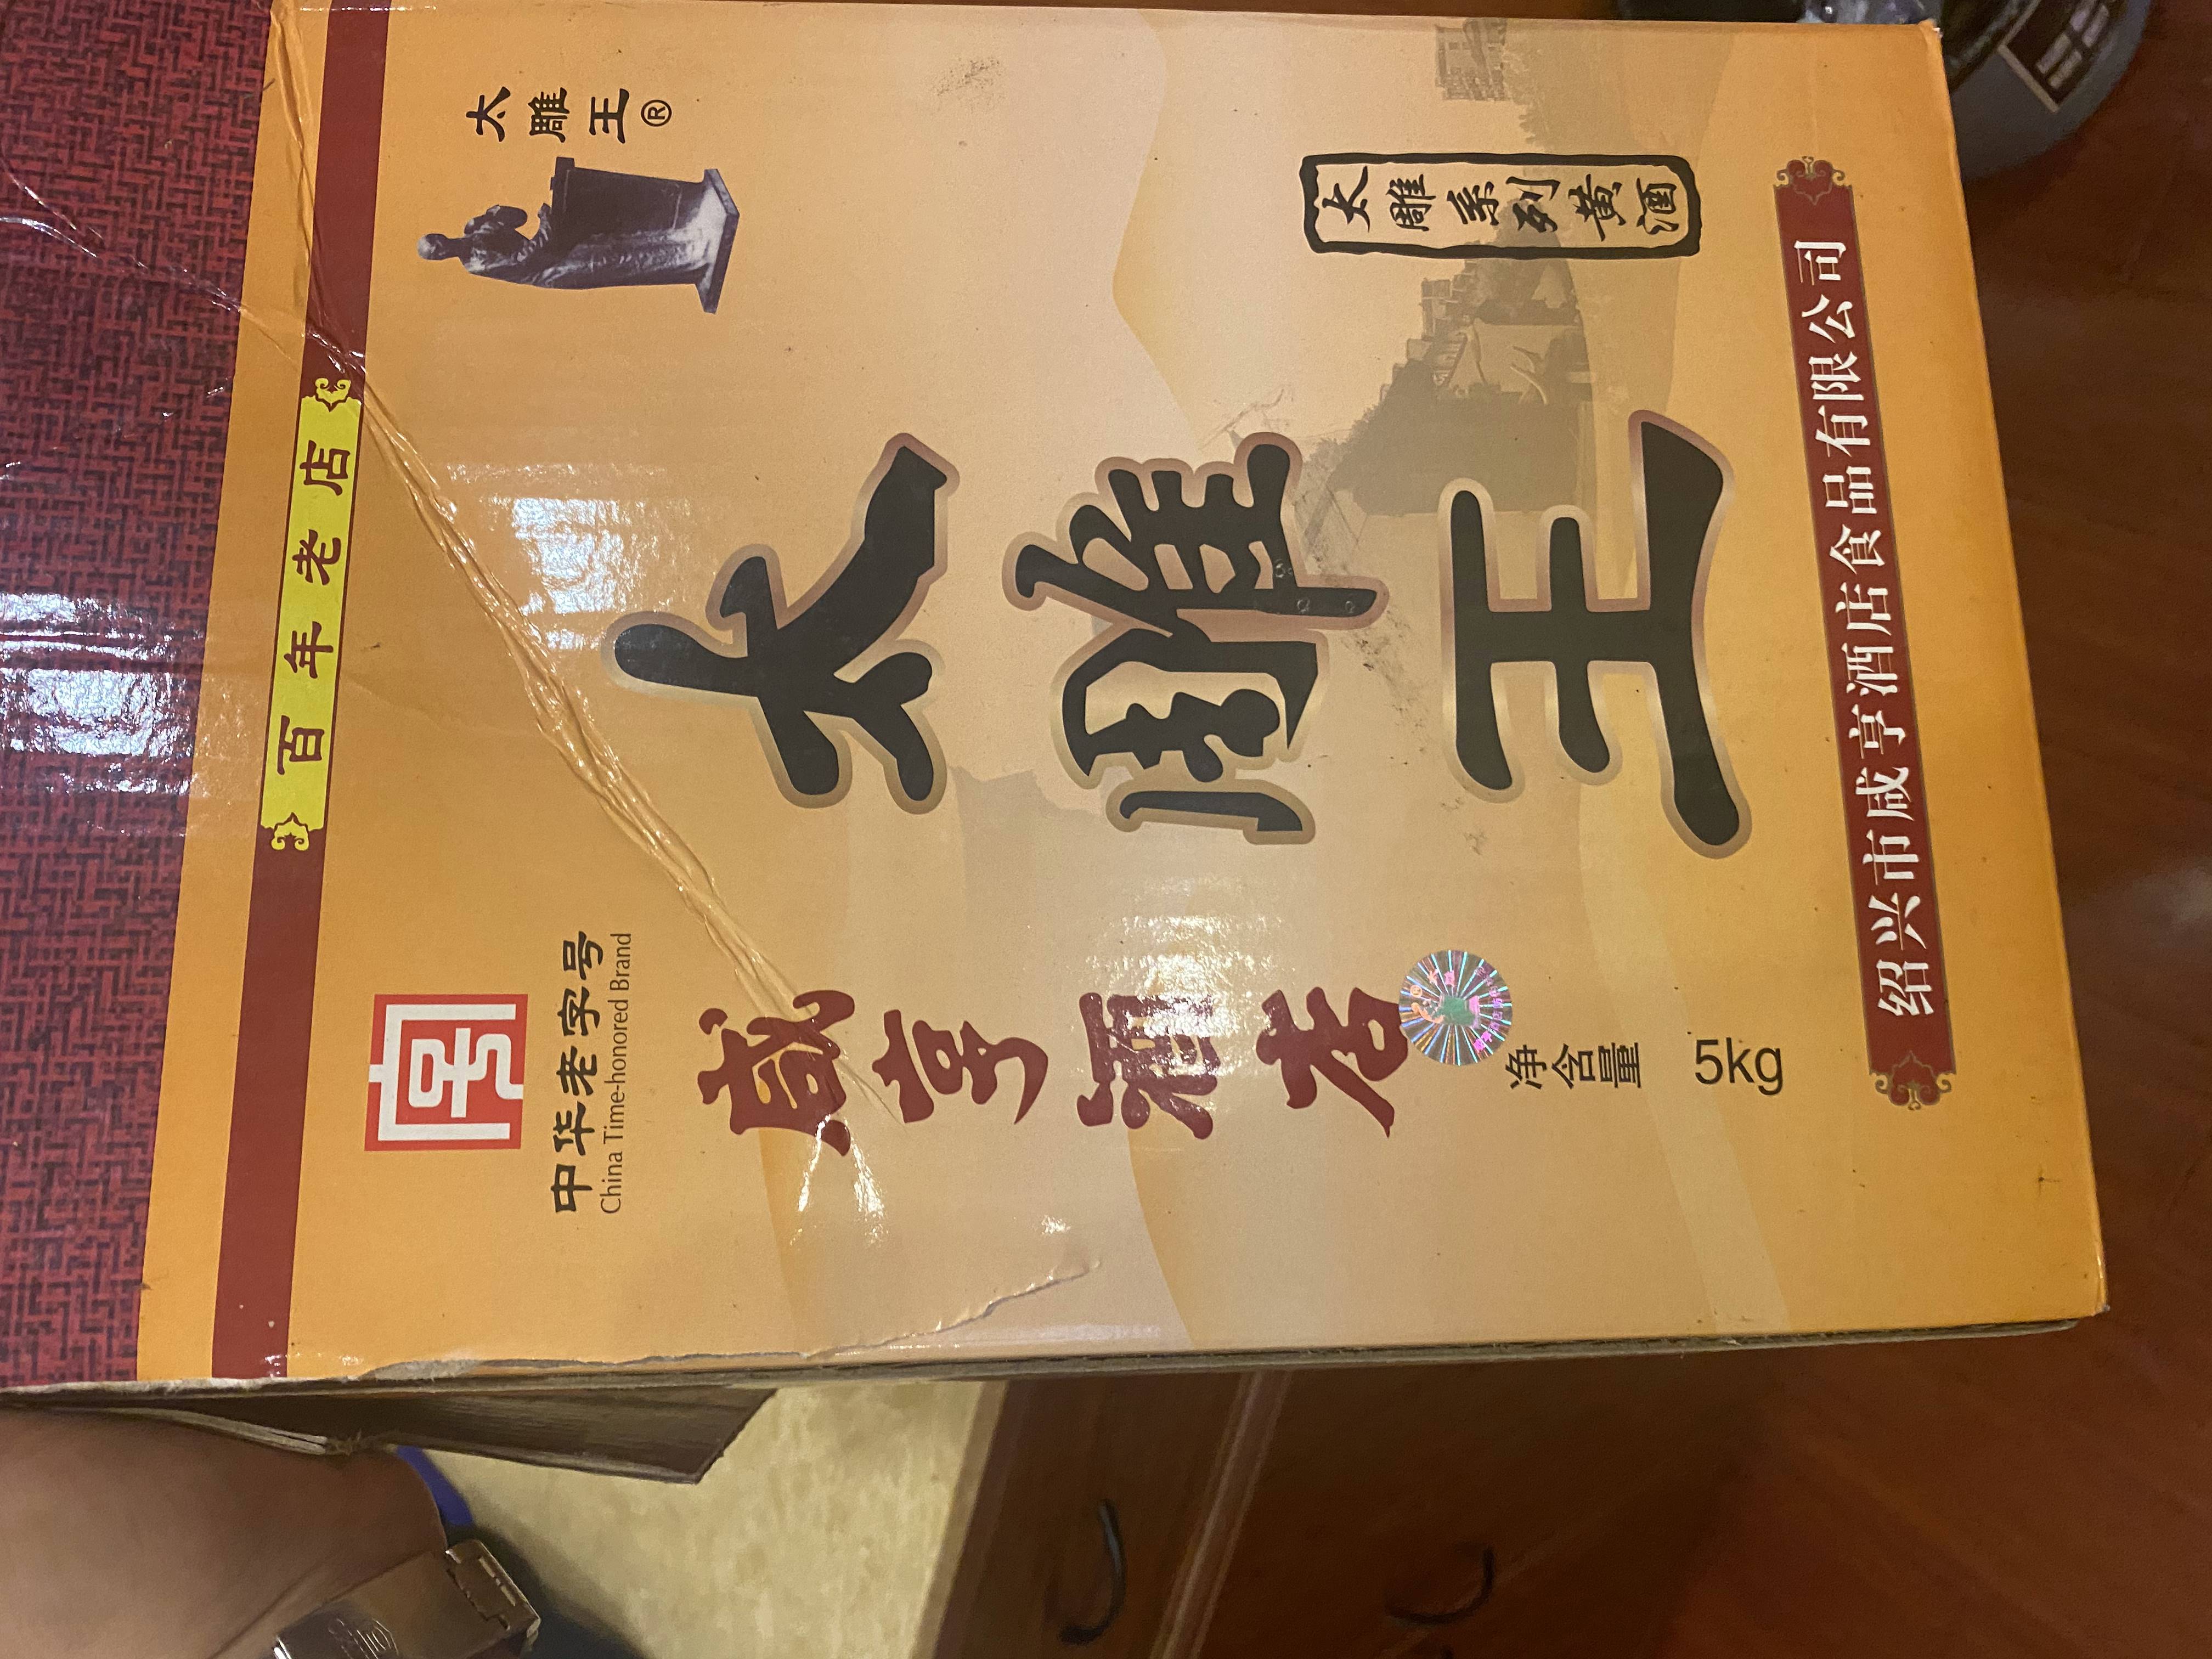 百年老店
中华老字号
China Time-honored Brand
太雕王®
咸亨酒店
太雕王
太雕系列黄酒
净含量
5kg
绍兴市咸亨酒店食品有限公司